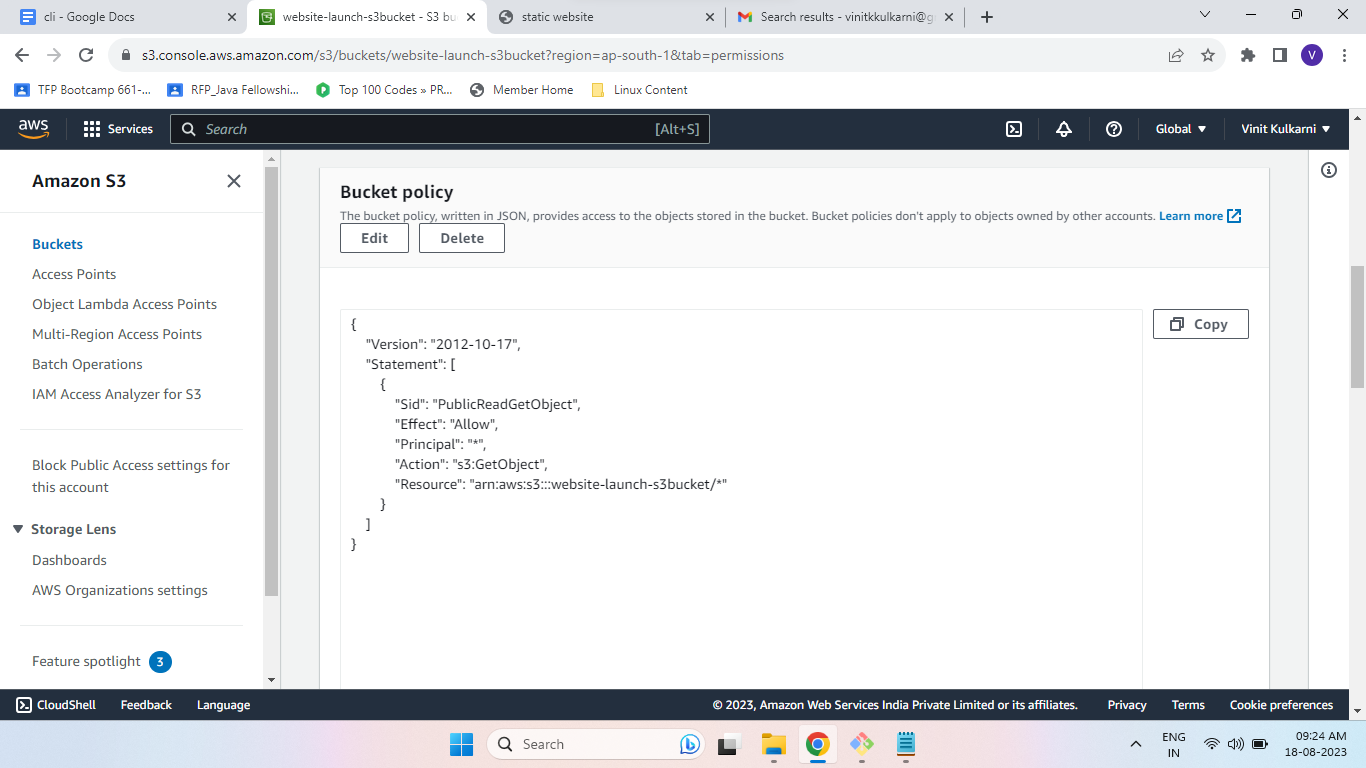 cli - Google Docs
website-launch-s3bucket - S3 bu
static website
Search results - vinitkkulkarni@g
s3.console.aws.amazon.com/s3/buckets/website-launch-s3bucket?region=ap-south-1&tab=permissions
V
TFP Bootcamp 661-...
RFP_Java Fellowshi...
Top 100 Codes » PR...
Member Home
Linux Content
aws
Services
Search
[Alt+S]
Global
Vinit Kulkarni
Amazon S3
Buckets
Access Points
Object Lambda Access Points
Multi-Region Access Points
Batch Operations
IAM Access Analyzer for S3
Block Public Access settings for
this account
Storage Lens
Dashboards
AWS Organizations settings
Feature spotlight 3
Bucket policy
The bucket policy, written in JSON, provides access to the objects stored in the bucket. Bucket policies don't apply to objects owned by other accounts. Learn more
Edit
Delete
Copy
{
"Version": "2012-10-17",
"Statement": [
{
"Sid": "PublicReadGetObject",
"Effect": "Allow",
"Principal": "*",
"Action": "s3:GetObject",
"Resource": "arn:aws:s3:::website-launch-s3bucket/*"
}
]
}
CloudShell
Feedback
Language
© 2023, Amazon Web Services India Private Limited or its affiliates.
Privacy
Terms
Cookie preferences
Search
ENG
IN
09:24 AM
18-08-2023